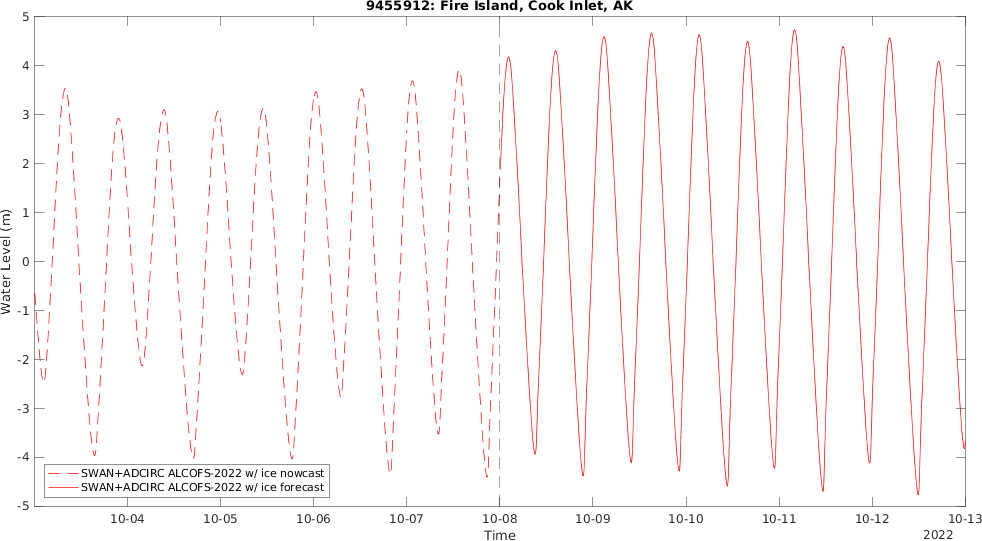 9455912: Fire Island, Cook Inlet, AK
5
4
3
2
1
0
-1
-2
-3
-4
-5
Water Level (m)
SWAN+ADCIRC ALCOFS-2022 w/ ice nowcast
SWAN+ADCIRC ALCOFS-2022 w/ ice forecast
10-04 10-05 10-06 10-07 10-08 10-09 10-10 10-11 10-12 10-13
Time
2022